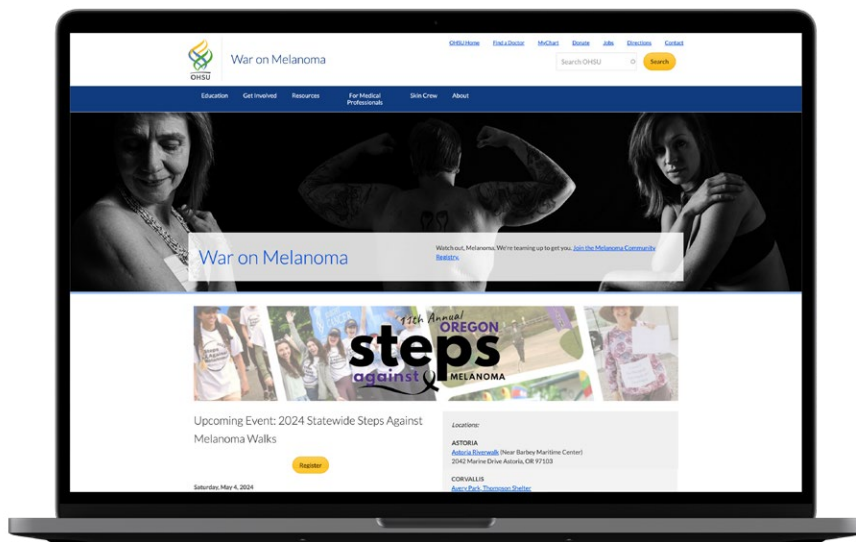 OHSU Home Find a Doctor MyChart Donate Jobs Directions Contact
OHSU
War on Melanoma
Search OHSU
Search
Education Get Involved Resources For Medical Professionals Skin Crew About
War on Melanoma
Watch out, Melanoma. We're teaming up to get you. Join the Melanoma Community
Registry.
11th Annual
OREGON
steps
against MELANOMA
Upcoming Event: 2024 Statewide Steps Against
Melanoma Walks
Register
Saturday, May 4, 2024
Locations:
ASTORIA
Astoria Riverwalk (Near Barbey Maritime Center)
2042 Marine Drive Astoria, OR 97103
CORVALLIS
Avery Park, Thompson Shelter